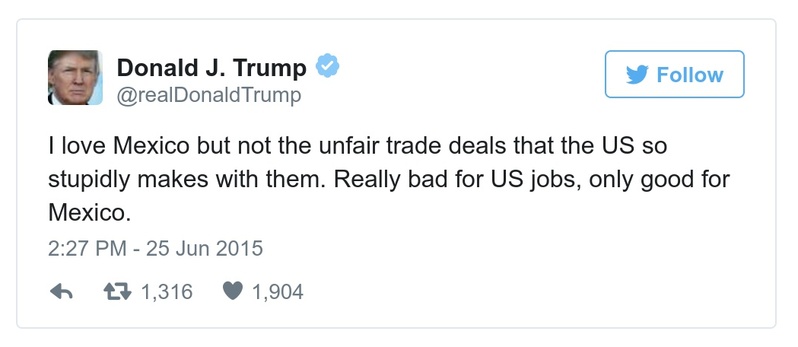 Donald J. Trump
@realDonaldTrump
Follow
I love Mexico but not the unfair trade deals that the US so
stupidly makes with them. Really bad for US jobs, only good for
Mexico.
2:27 PM - 25 Jun 2015
1,316 1,904